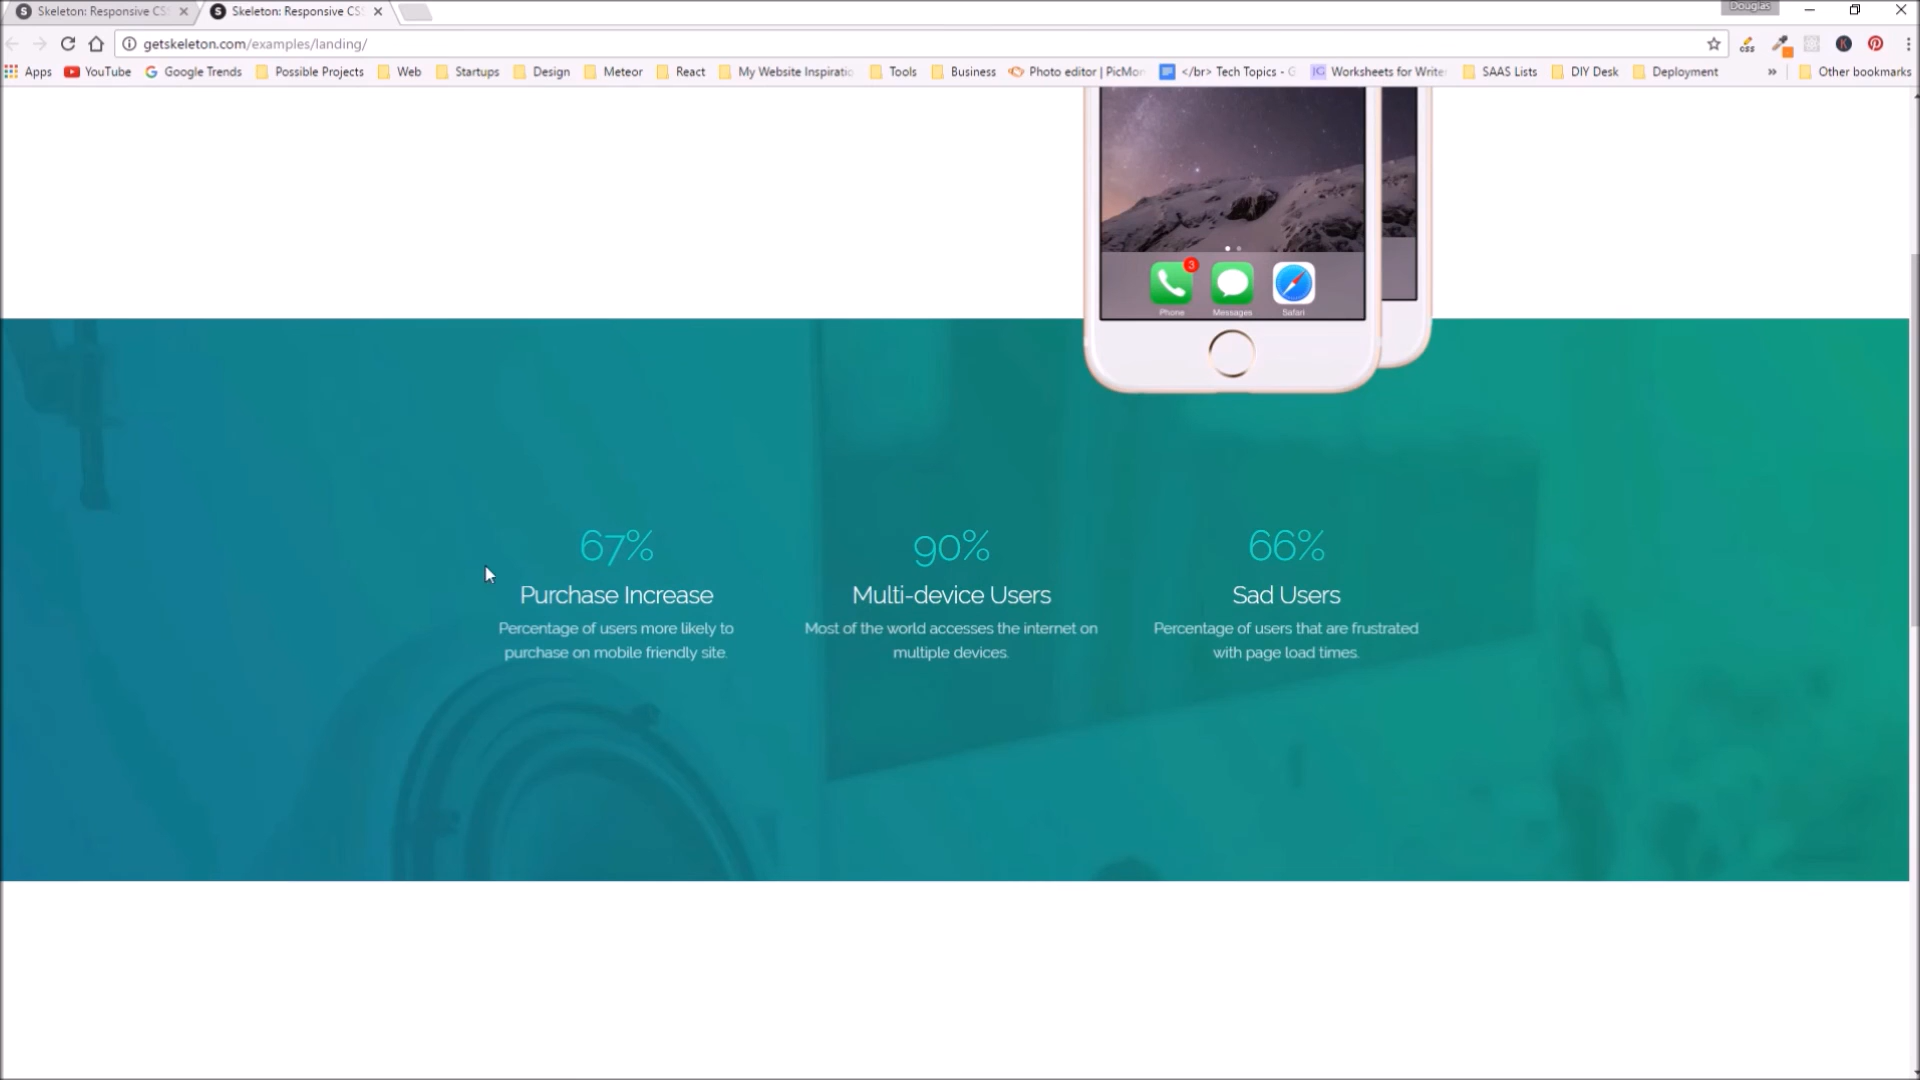 Skeleton: Responsive CS
Skeleton: Responsive CS
Douglas
getskeleton.com/examples/landing/
Apps YouTube Google Trends Possible Projects Web Startups Design Meteor React My Website Inspiratio Tools Business Photo editor | PicMon </br> Tech Topics - G Worksheets for Writer SAAS Lists DIY Desk Deployment » Other bookmarks
3
Phone Messages Safari
67% 90% 66%
Purchase Increase Multi-device Users Sad Users
Percentage of users more likely to Most of the world accesses the internet on Percentage of users that are frustrated
purchase on mobile friendly site. multiple devices. with page load times.